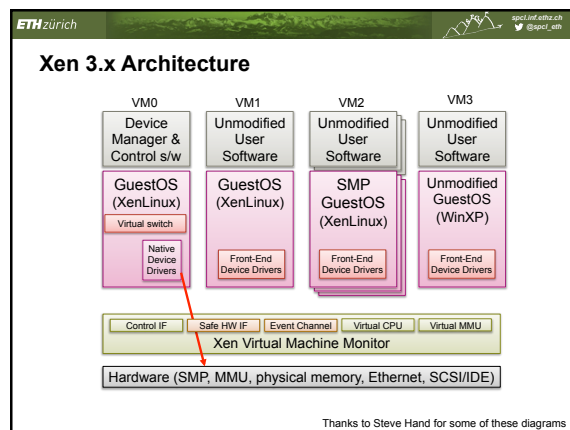 ETHzürich
spcl.inf.ethz.ch
@spcl_eth
Xen 3.x Architecture
VM0
VM1
VM2
VM3
Device
Manager &
Control s/w
Unmodified
User
Software
Unmodified
User
Software
Unmodified
User
Software
GuestOS
(XenLinux)
Virtual switch
Native
Device
Drivers
GuestOS
(XenLinux)
Front-End
Device Drivers
SMP
GuestOS
(XenLinux)
Front-End
Device Drivers
Unmodified
GuestOS
(WinXP)
Front-End
Device Drivers
Control IF
Safe HW IF
Event Channel
Virtual CPU
Virtual MMU
Xen Virtual Machine Monitor
Hardware (SMP, MMU, physical memory, Ethernet, SCSI/IDE)
Thanks to Steve Hand for some of these diagrams